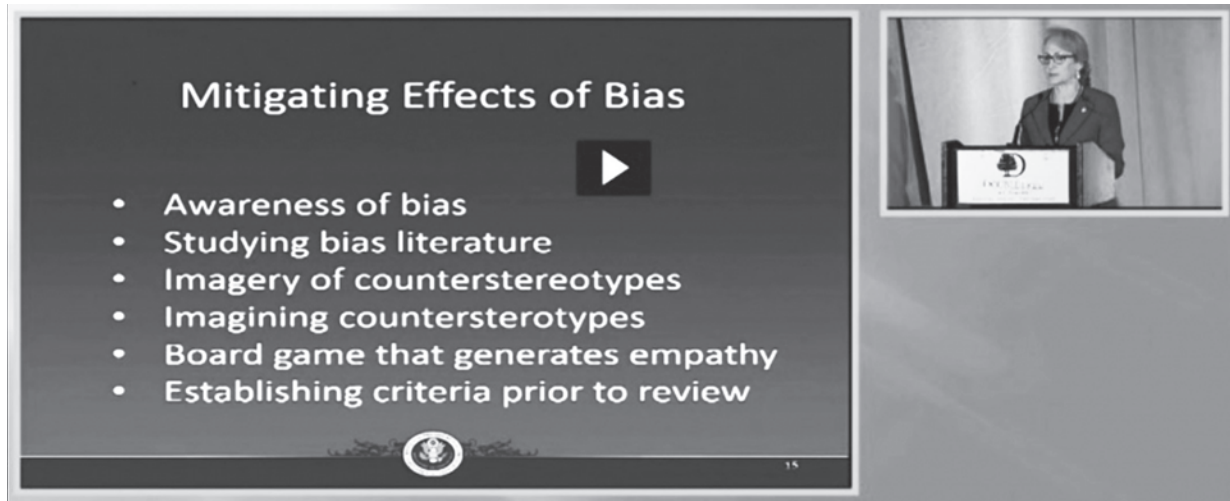 Mitigating Effects of Bias
• Awareness of bias
• Studying bias literature
• Imagery of counterstereotypes
• Imagining countersterotypes
• Board game that generates empathy
• Establishing criteria prior to review
15